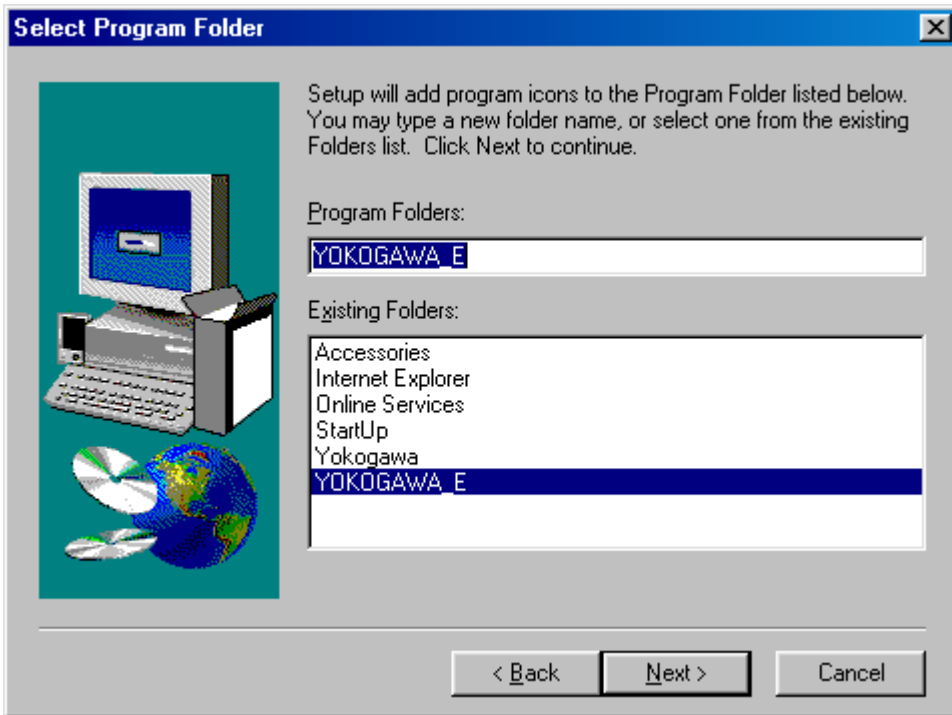 Select Program Folder
Setup will add program icons to the Program Folder listed below.
You may type a new folder name, or select one from the existing
Folders list.  Click Next to continue.
Program Folders:
YOKOGAWA_E
Existing Folders:
Accessories
Internet Explorer
Online Services
StartUp
Yokogawa
YOKOGAWA_E
< Back
Next >
Cancel